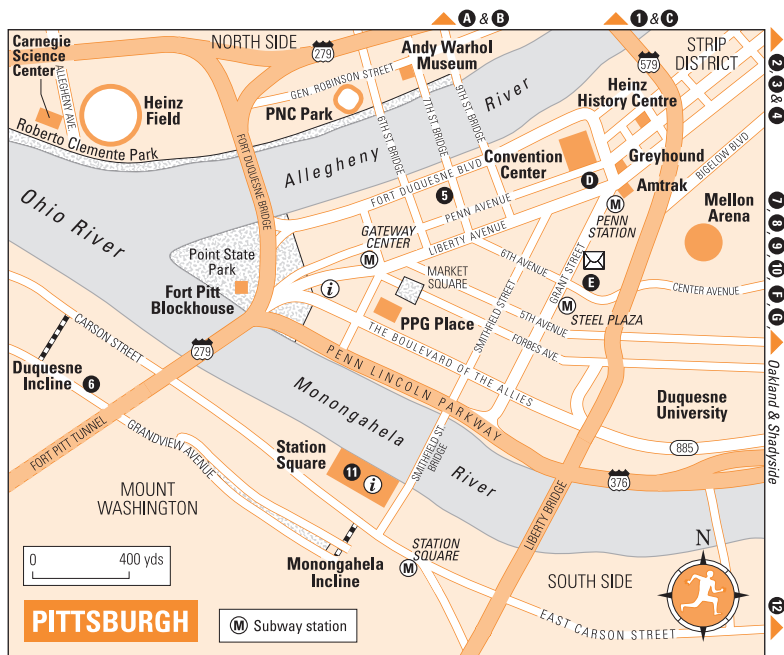 A & B
1 & C
Carnegie
Science
Center
NORTH SIDE
279
Andy Warhol
Museum
579
STRIP
DISTRICT
2
3
&
4
ALLEGHENY AVE.
Heinz
Field
GEN. ROBINSON STREET
PNC Park
Heinz
History Centre
Roberto Clemente Park
6TH ST. BRIDGE
7TH ST. BRIDGE
9TH ST. BRIDGE
Allegheny River
Convention
Center
Greyhound
BIGELOW BLVD
FORT DUQUESNE BRIDGE
FORT DUQUESNE BLVD
D
Amtrak
Ohio River
5
PENN AVENUE
LIBERTY AVENUE
M
PENN
STATION
Mellon
Arena
7,
8,
9,
10,
F,
G,
Oakland & Shadyside
GATEWAY
CENTER
M
Point State
Park
6TH AVENUE
GRANT STREET
E
MARKET
SQUARE
Fort Pitt
Blockhouse
i
CENTER AVENUE
PPG Place
SMITHFIELD STREET
M
STEEL PLAZA
5TH AVENUE
FORBES AVE.
CARSON STREET
279
THE BOULEVARD OF THE ALLIES
PENN LINCOLN PARKWAY
Duquesne
Incline
6
Duquesne
University
Monongahela River
885
FORT PITT TUNNEL
GRANDVIEW AVENUE
Station
Square
11
i
SMITHFIELD ST.
BRIDGE
376
MOUNT
WASHINGTON
LIBERTY BRIDGE
N
0 400 yds
Monongahela
Incline
STATION
SQUARE
M
SOUTH SIDE
EAST CARSON STREET
12
PITTSBURGH
M Subway station